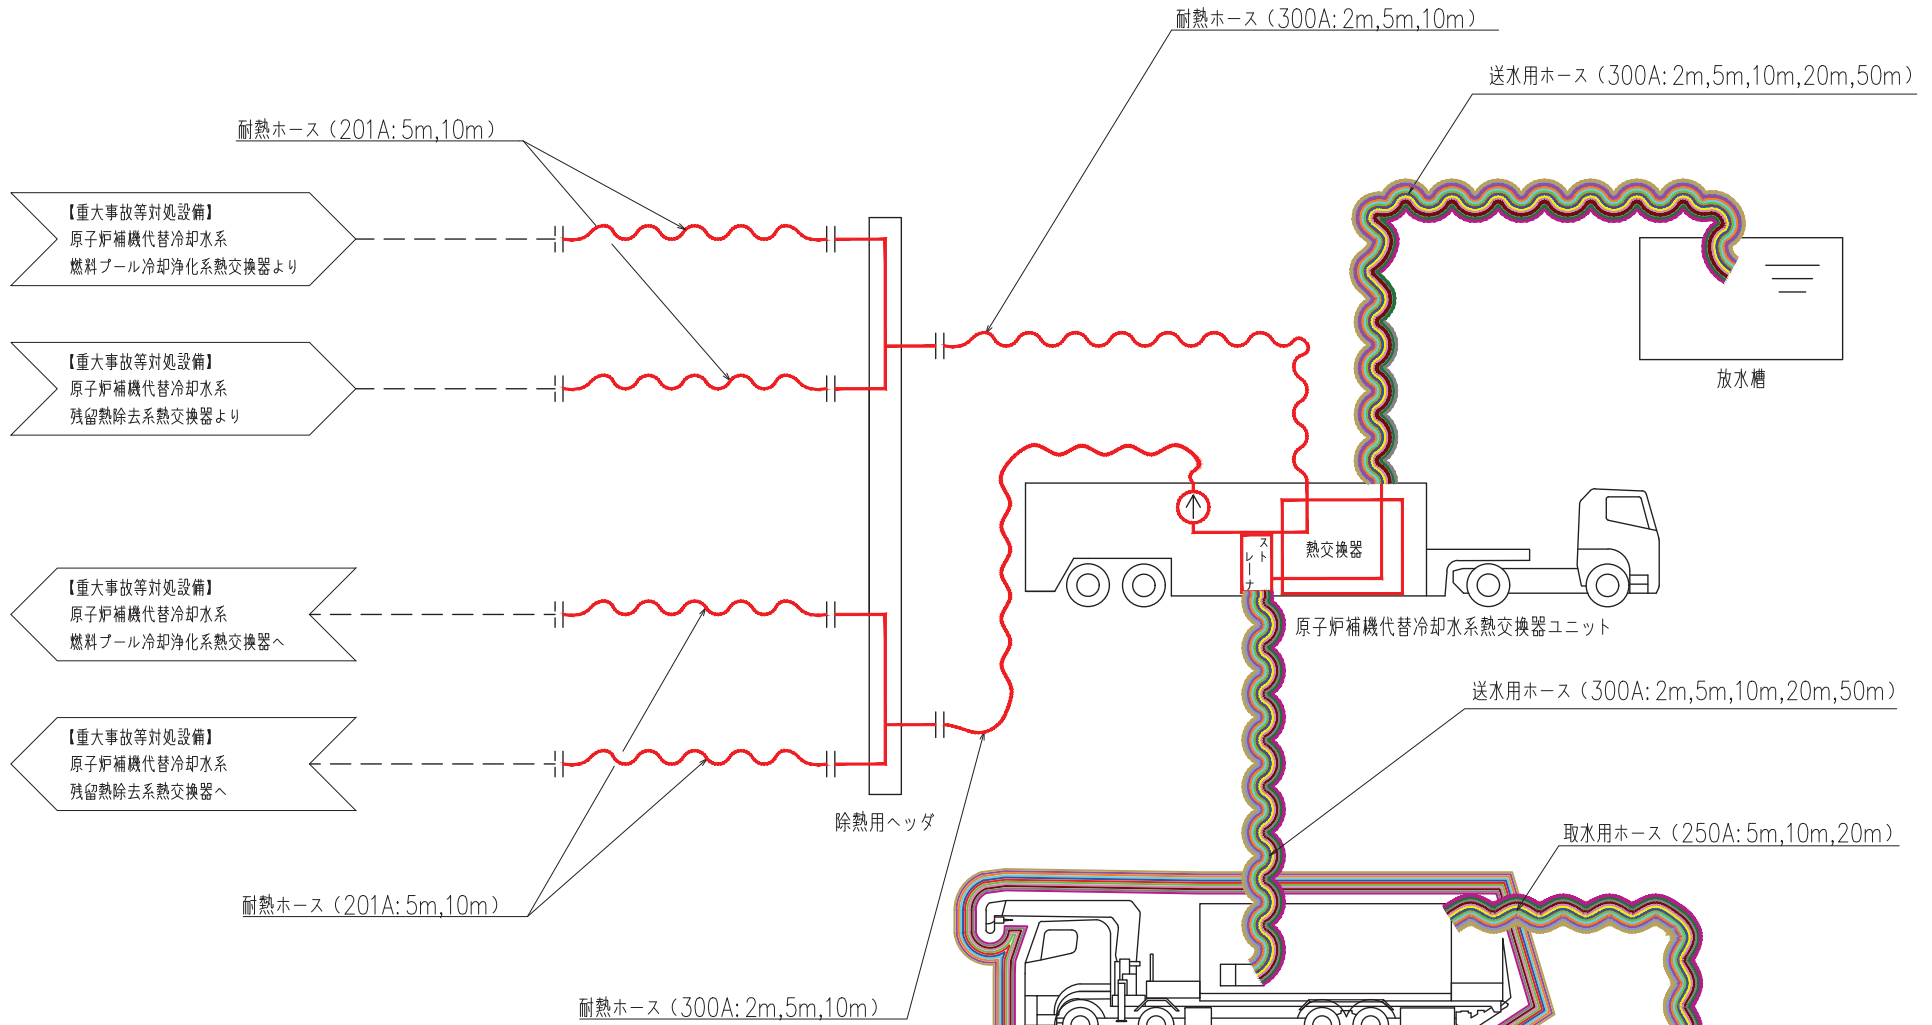 耐熱ホース（300A:2m,5m,10m）
送水用ホース（300A:2m,5m,10m,20m,50m）
耐熱ホース（201A:5m,10m）
【重大事故等対処設備】
原子炉補機代替冷却水系
燃料プール冷却浄化系熱交換器より
【重大事故等対処設備】
原子炉補機代替冷却水系
残留熱除去系熱交換器より
放水槽
熱交換器
ストレーナ
原子炉補機代替冷却水系熱交換器ユニット
【重大事故等対処設備】
原子炉補機代替冷却水系
燃料プール冷却浄化系熱交換器へ
送水用ホース（300A:2m,5m,10m,20m,50m）
【重大事故等対処設備】
原子炉補機代替冷却水系
残留熱除去系熱交換器へ
除熱用ヘッダ
取水用ホース（250A:5m,10m,20m）
耐熱ホース（201A:5m,10m）
耐熱ホース（300A:2m,5m,10m）